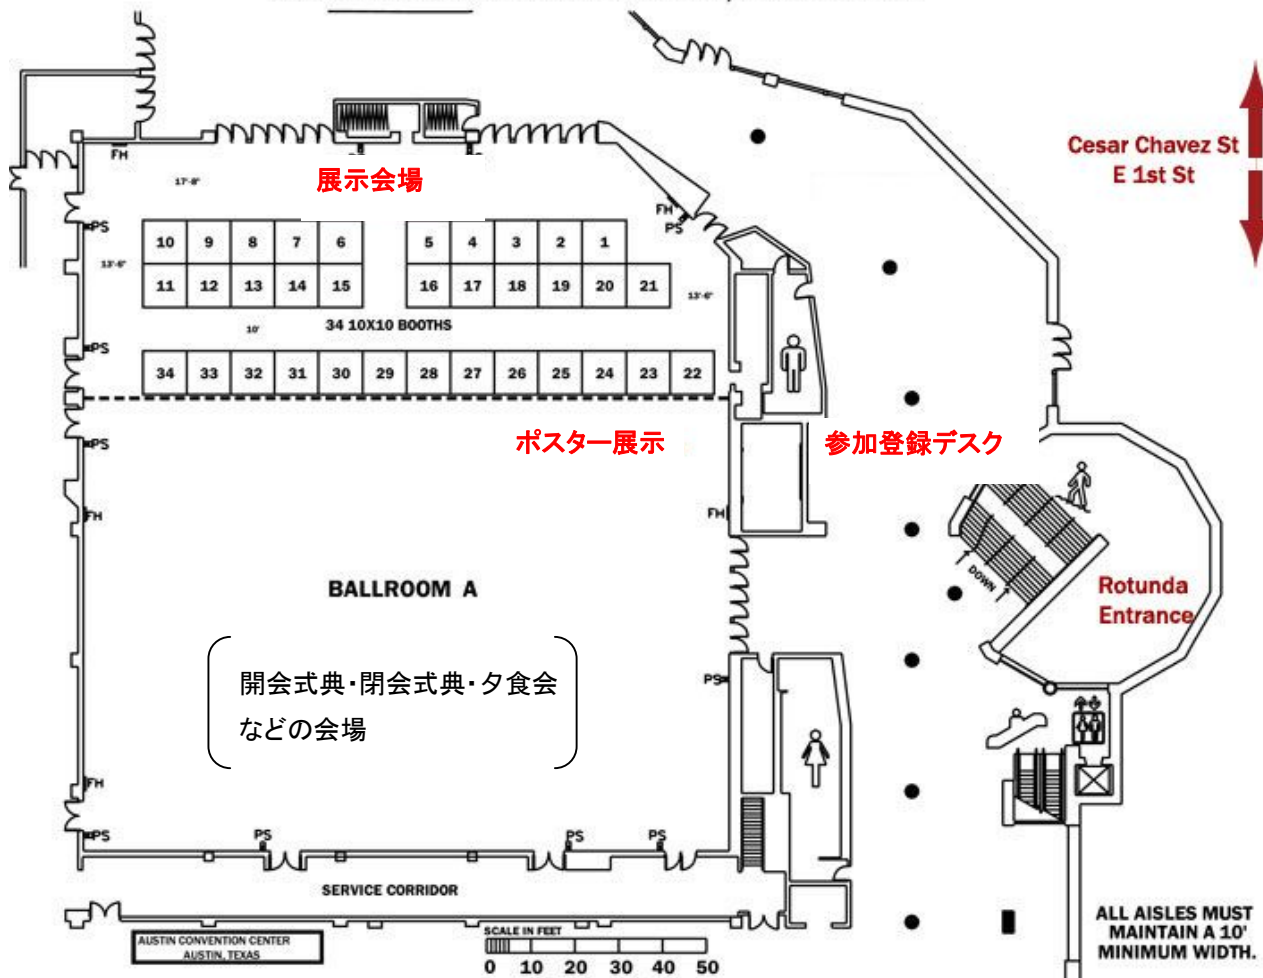 Cesar Chavez St
E 1st St
FH
展示会場
17'-8"
FH
PS
PS
10 9 8 7 6 5 4 3 2 1
13'-6"
11 12 13 14 15 16 17 18 19 20 21
13'-6"
10'
34 10X10 BOOTHS
PS
34 33 32 31 30 29 28 27 26 25 24 23 22
ポスター展示
参加登録デスク
PS
FH
FH
DOWN
BALLROOM A
Rotunda
Entrance
開会式典・閉会式典・夕食会
などの会場
PS
FH
PS
PS
PS
PS
SERVICE CORRIDOR
ALL AISLES MUST
MAINTAIN A 10'
MINIMUM WIDTH.
AUSTIN CONVENTION CENTER
AUSTIN, TEXAS
SCALE IN FEET
0 10 20 30 40 50